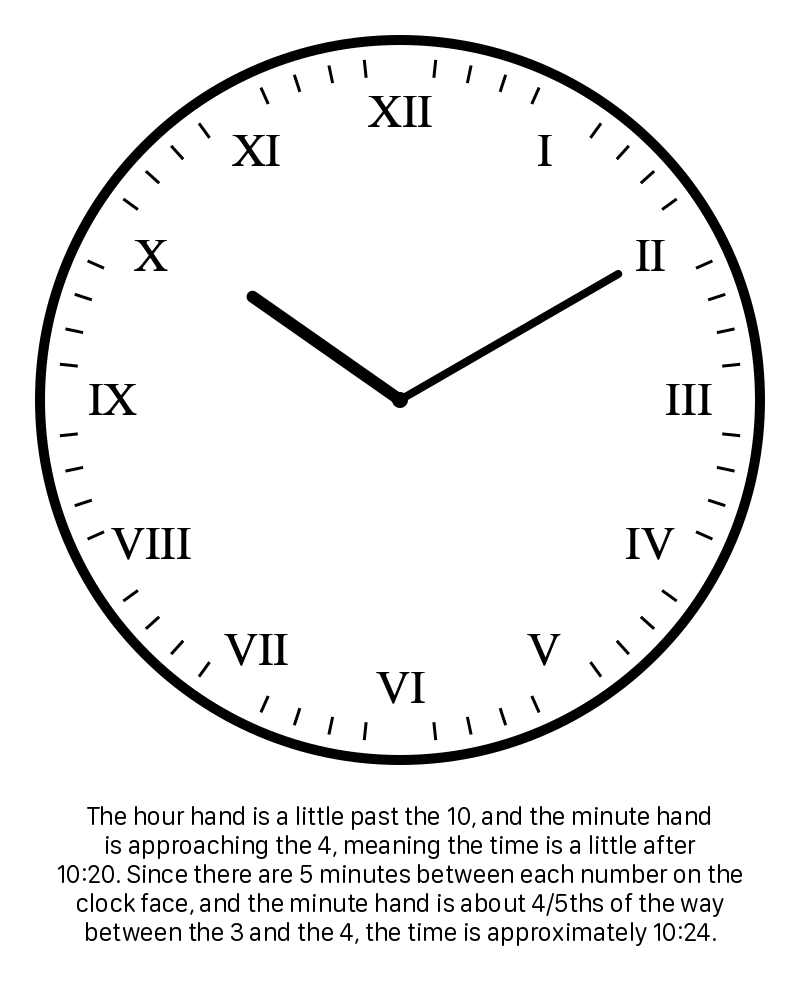 XII
XI
I
X
II
IX
III
VIII
IV
VII
V
VI
The hour hand is a little past the 10, and the minute hand
is approaching the 4, meaning the time is a little after
10:20. Since there are 5 minutes between each number on the
clock face, and the minute hand is about 4/5ths of the way
between the 3 and the 4, the time is approximately 10:24.